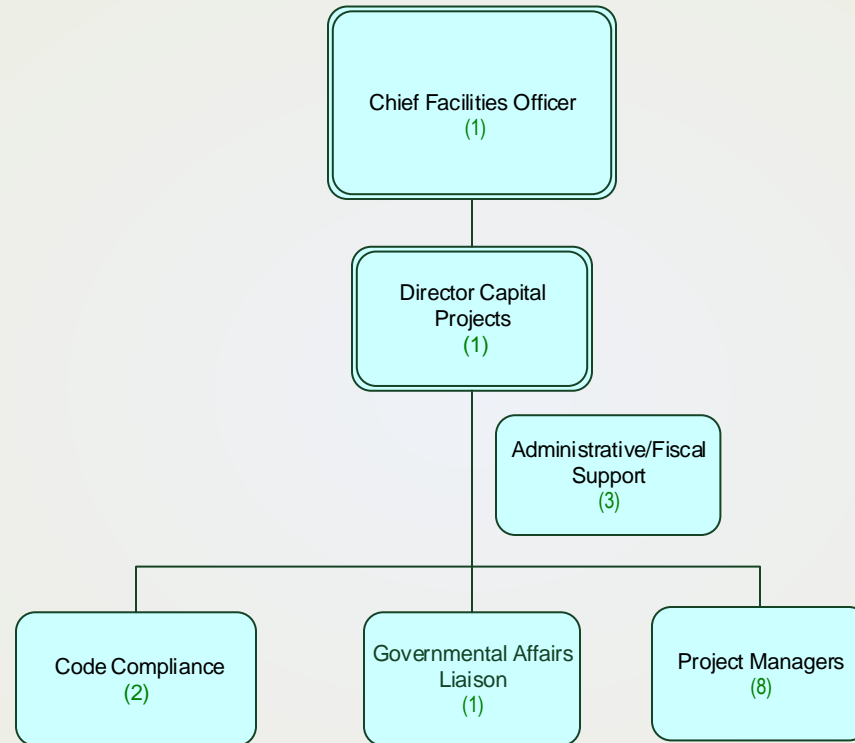 Chief Facilities Officer
(1)
Director Capital
Projects
(1)
Administrative/Fiscal
Support
(3)
Code Compliance
(2)
Governmental Affairs
Liaison
(1)
Project Managers
(8)